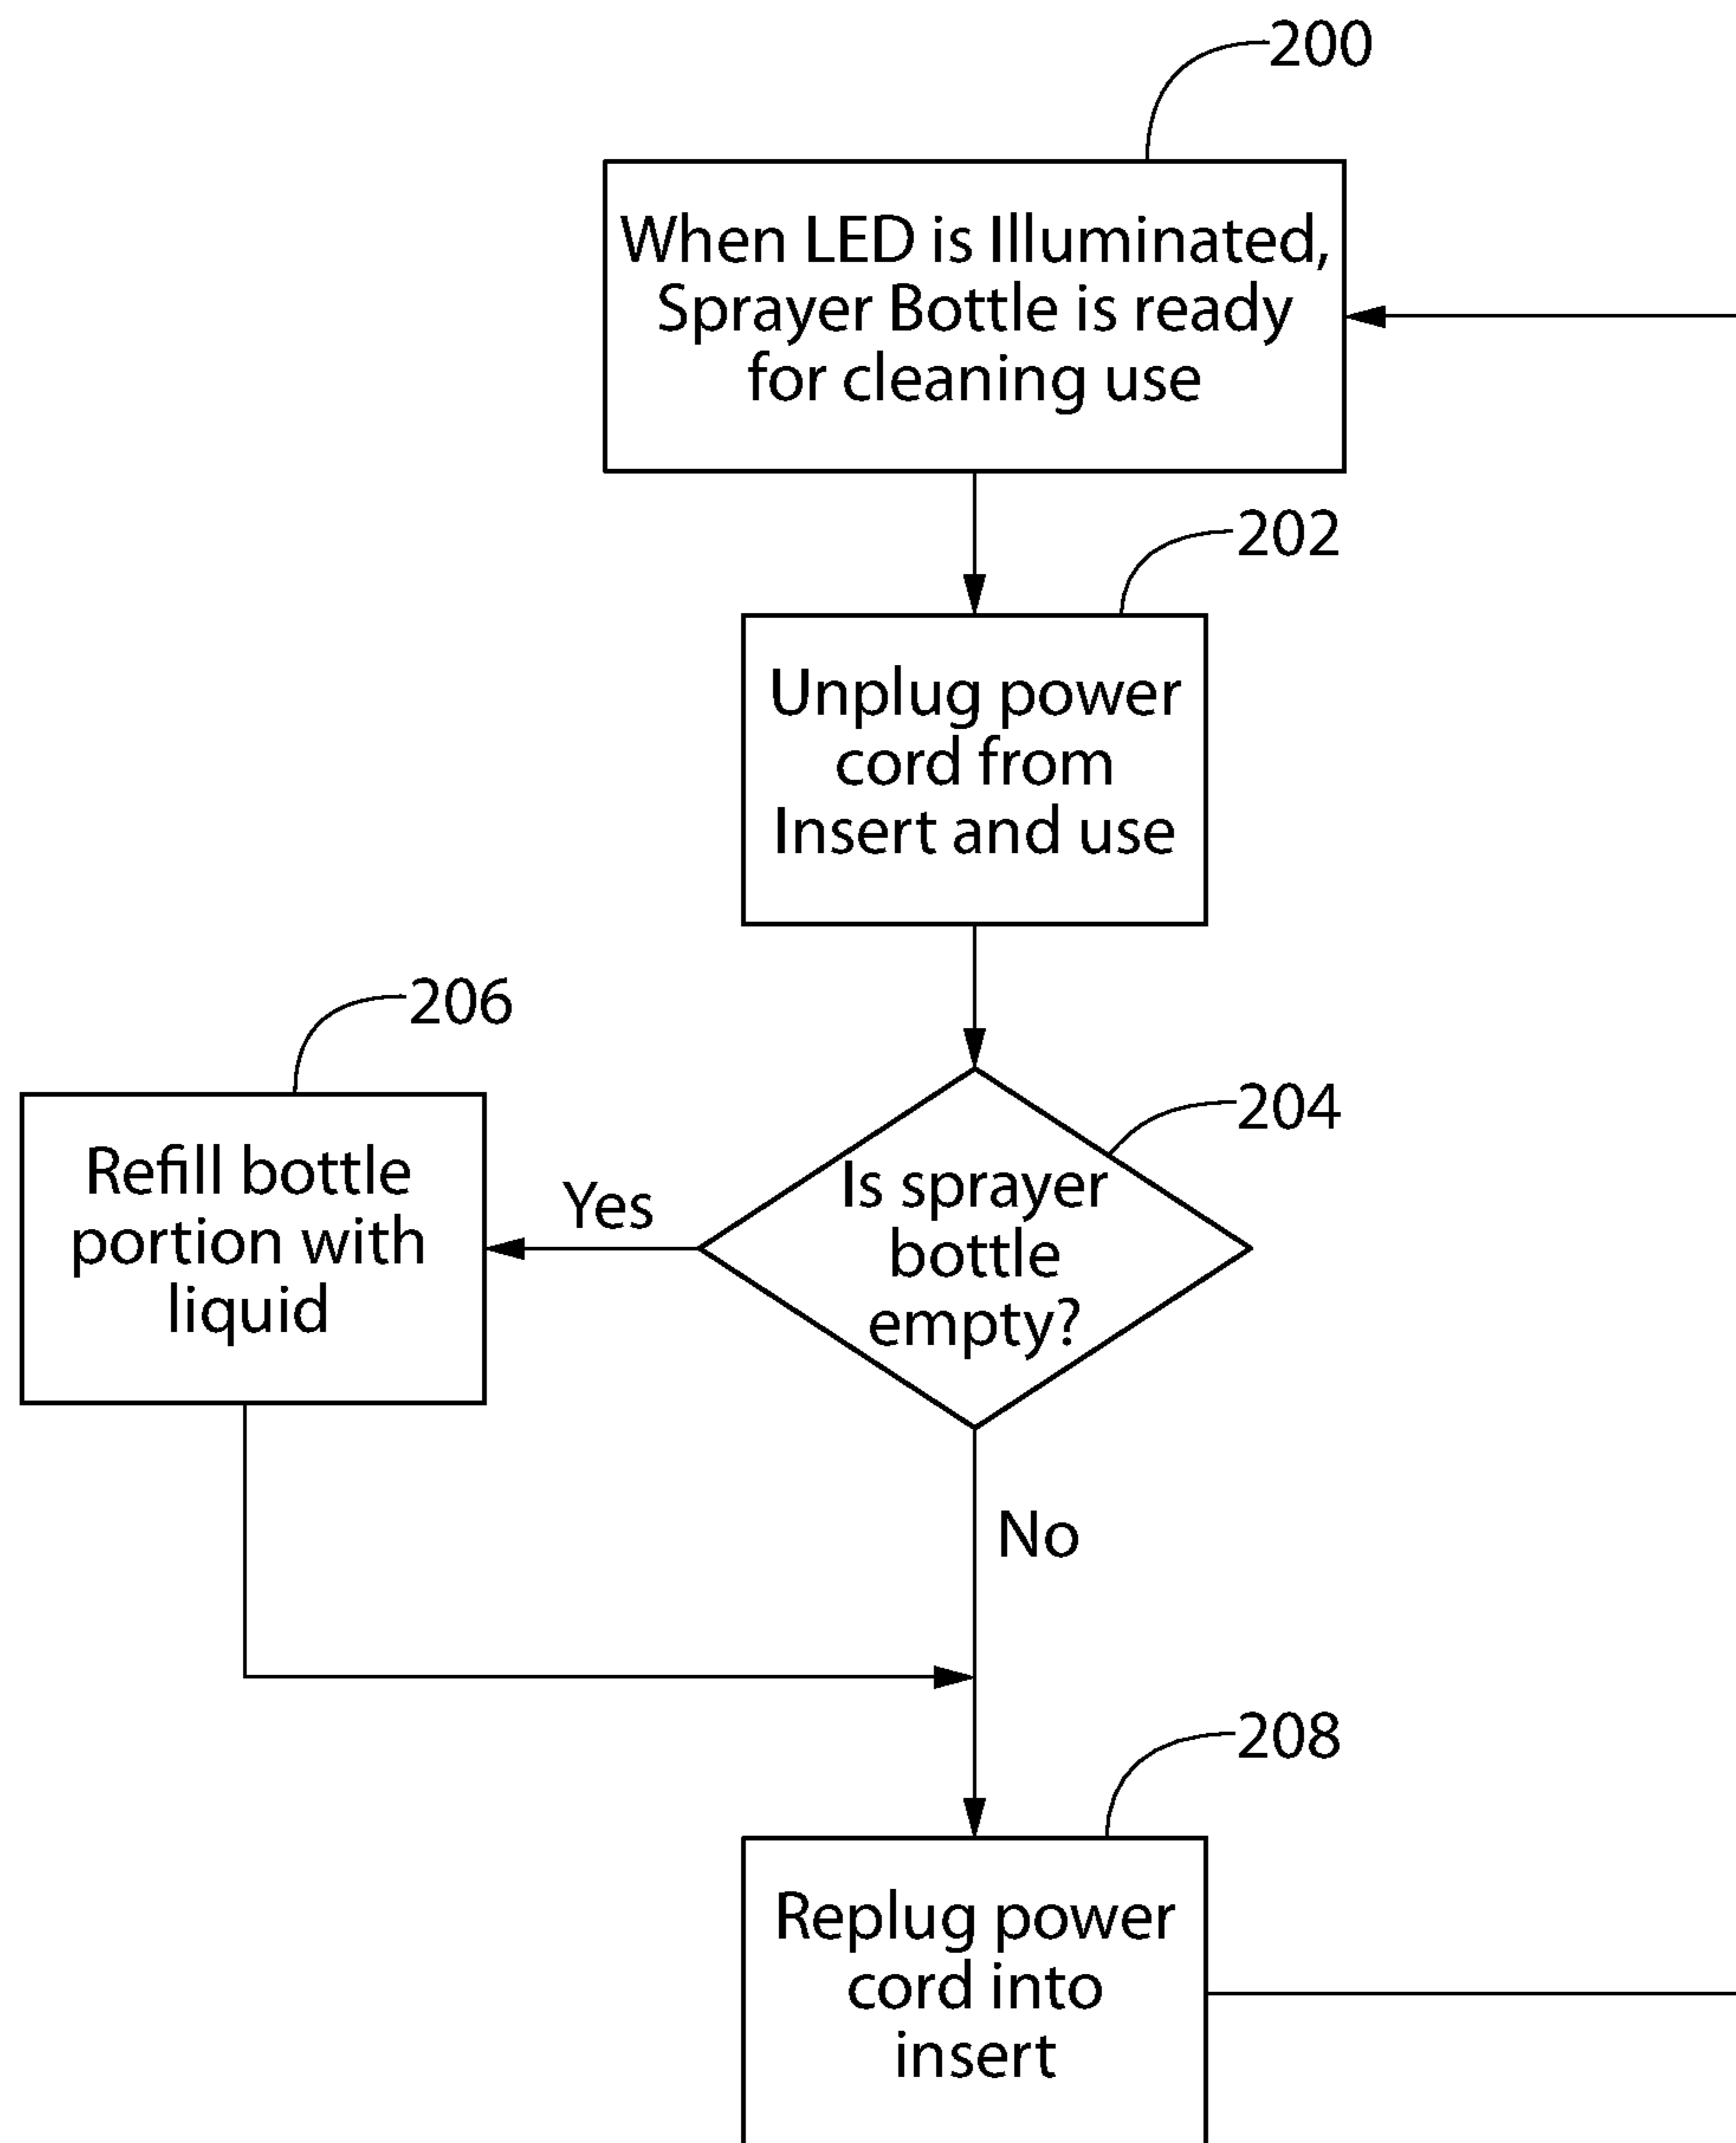 200
When LED is Illuminated,
Sprayer Bottle is ready
for cleaning use
202
Unplug power
cord from
Insert and use
206
Refill bottle
portion with
liquid
Yes
204
Is sprayer
bottle
empty?
No
208
Replug power
cord into
insert